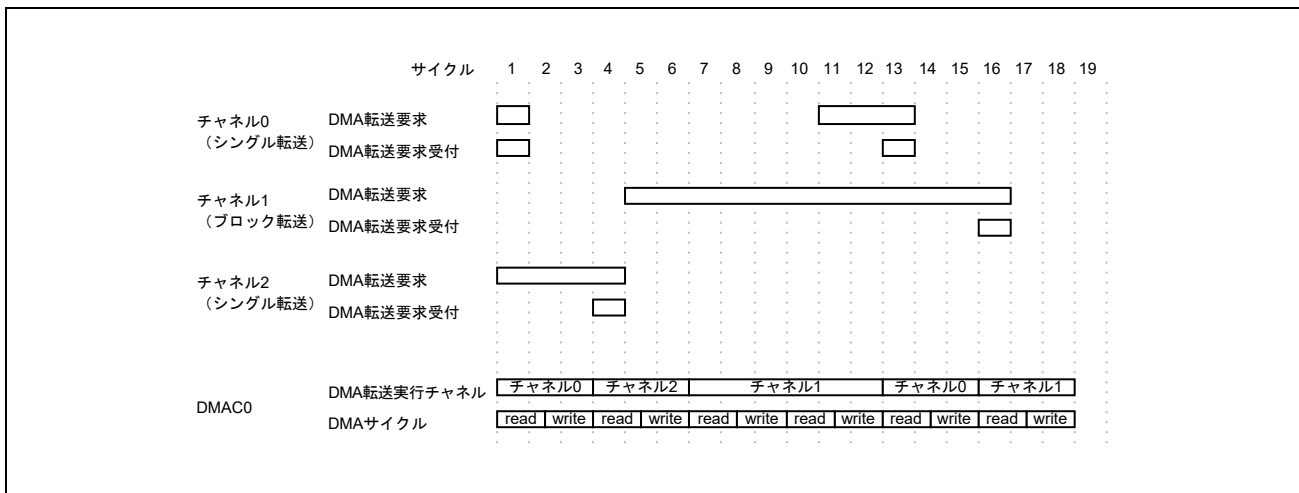 サイクル 1 2 3 4 5 6 7 8 9 10 11 12 13 14 15 16 17 18 19
チャネル0
（シングル転送）
DMA転送要求
DMA転送要求受付
チャネル1
（ブロック転送）
DMA転送要求
DMA転送要求受付
チャネル2
（シングル転送）
DMA転送要求
DMA転送要求受付
DMAC0
DMA転送実行チャネル チャネル0 チャネル2 チャネル1 チャネル0 チャネル1
DMAサイクル read write read write read write read write read write read write